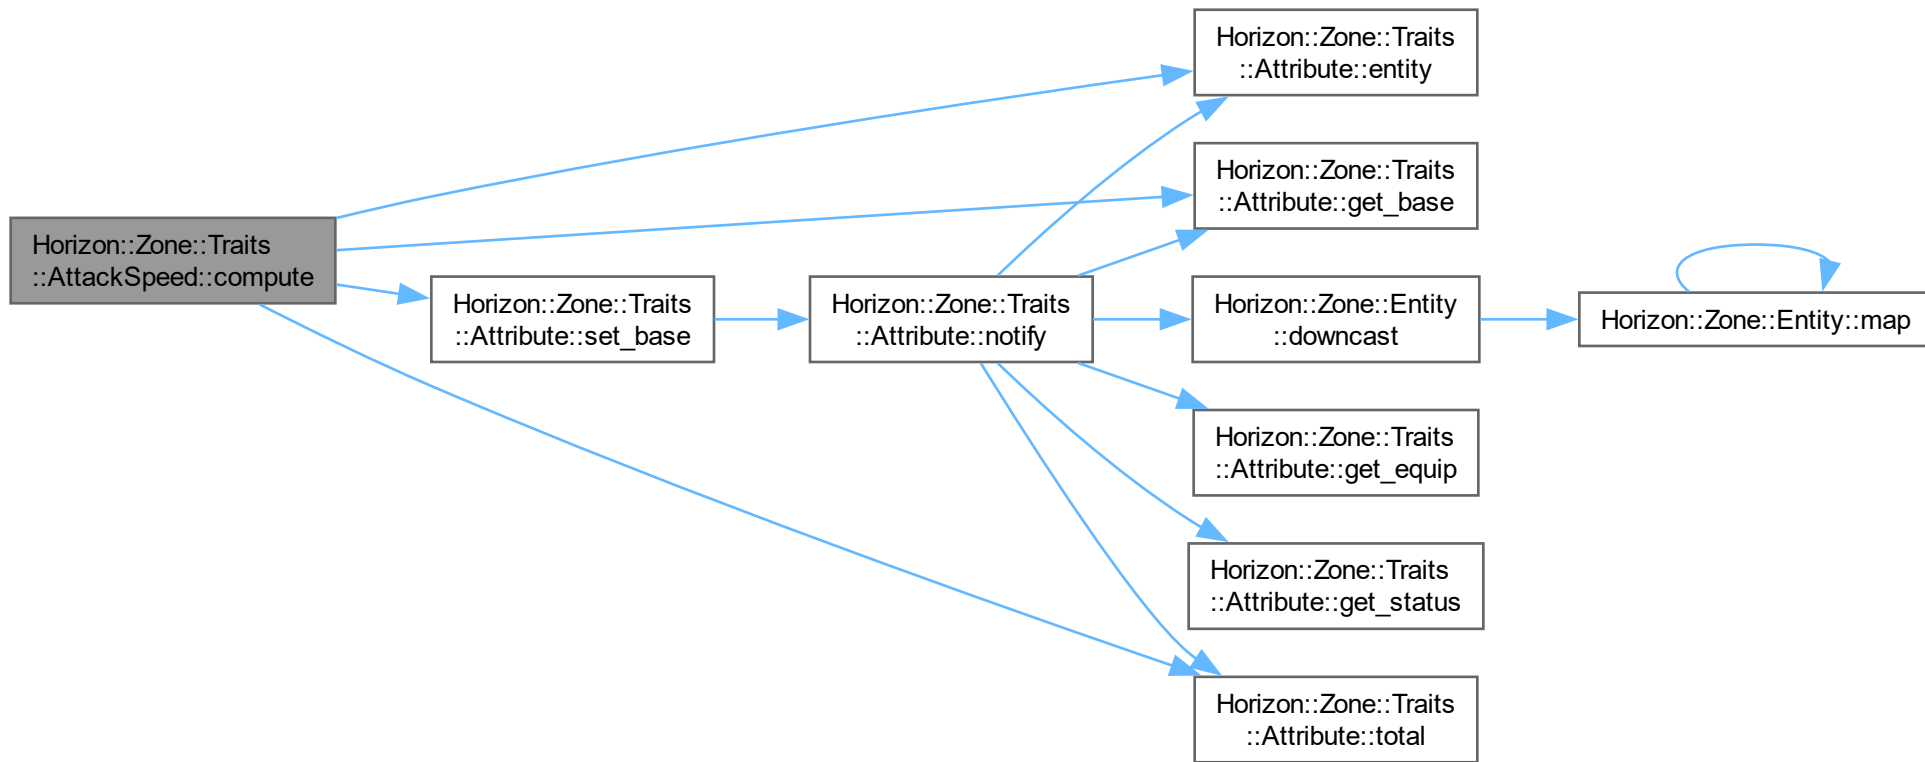 Horizon::Zone::Traits
::AttackSpeed::compute
Horizon::Zone::Traits
::Attribute::set_base
Horizon::Zone::Traits
::Attribute::notify
Horizon::Zone::Traits
::Attribute::entity
Horizon::Zone::Traits
::Attribute::get_base
Horizon::Zone::Entity
::downcast
Horizon::Zone::Traits
::Attribute::get_equip
Horizon::Zone::Traits
::Attribute::get_status
Horizon::Zone::Traits
::Attribute::total
Horizon::Zone::Entity::map